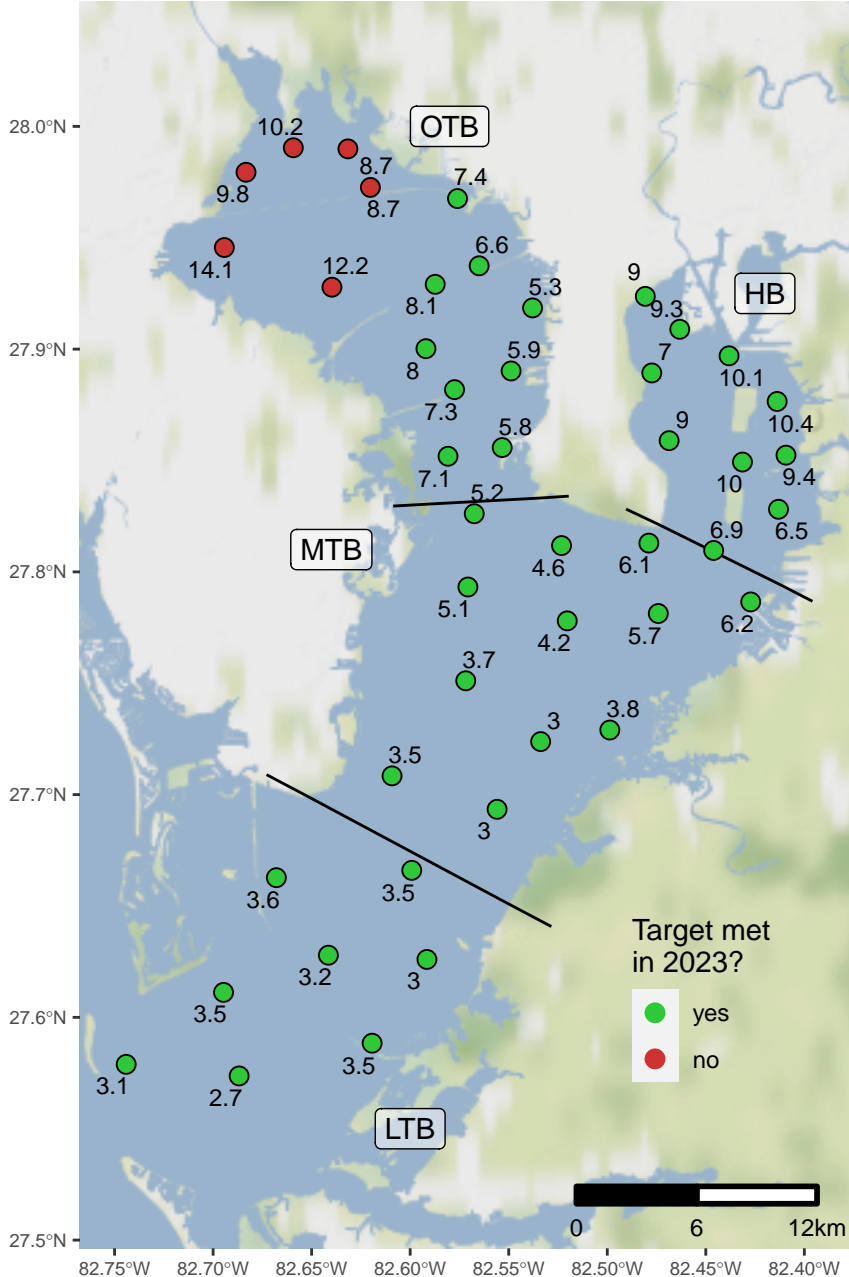 28.0°N
27.9°N
27.8°N
27.7°N
27.6°N
27.5°N
OTB
10.2
8.7
9.8
8.7
7.4
14.1
12.2
6.6
8.1
5.3
9
HB
9.3
8
5.9
7
10.1
7.3
10.4
5.8
9
7.1
10
9.4
5.2
6.5
MTB
4.6
6.1
6.9
5.1
4.2
5.7
6.2
3.7
3.8
3
3.5
3
3.6
3.5
3.2
3
3.5
3.5
3.1
2.7
LTB
Target met
in 2023?
yes
no
0 6 12km
82.75°W 82.70°W 82.65°W 82.60°W 82.55°W 82.50°W 82.45°W 82.40°W